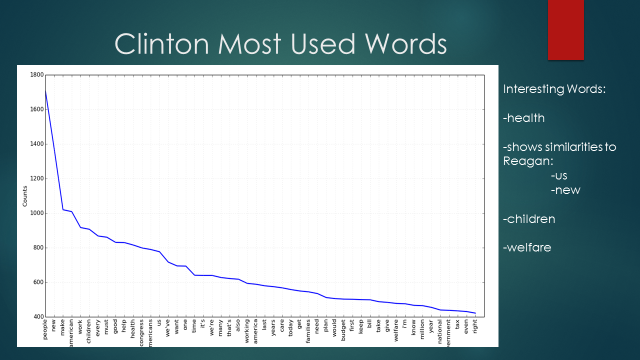 Clinton Most Used Words
1800
1600
1400
1200
1000
800
600
400
Counts
people
new
make
american
work
children
every
must
good
help
health
congress
mericans
us
we've
want
one
time
it's
we're
many
that's
also
working
america
last
years
care
today
get
families
need
plan
would
budget
first
keep
bill
take
give
welfare
i'm
know
million
year
national
ernment
tax
even
right
Interesting Words:
-health
-shows similarities to
Reagan:
-us
-new
-children
-welfare